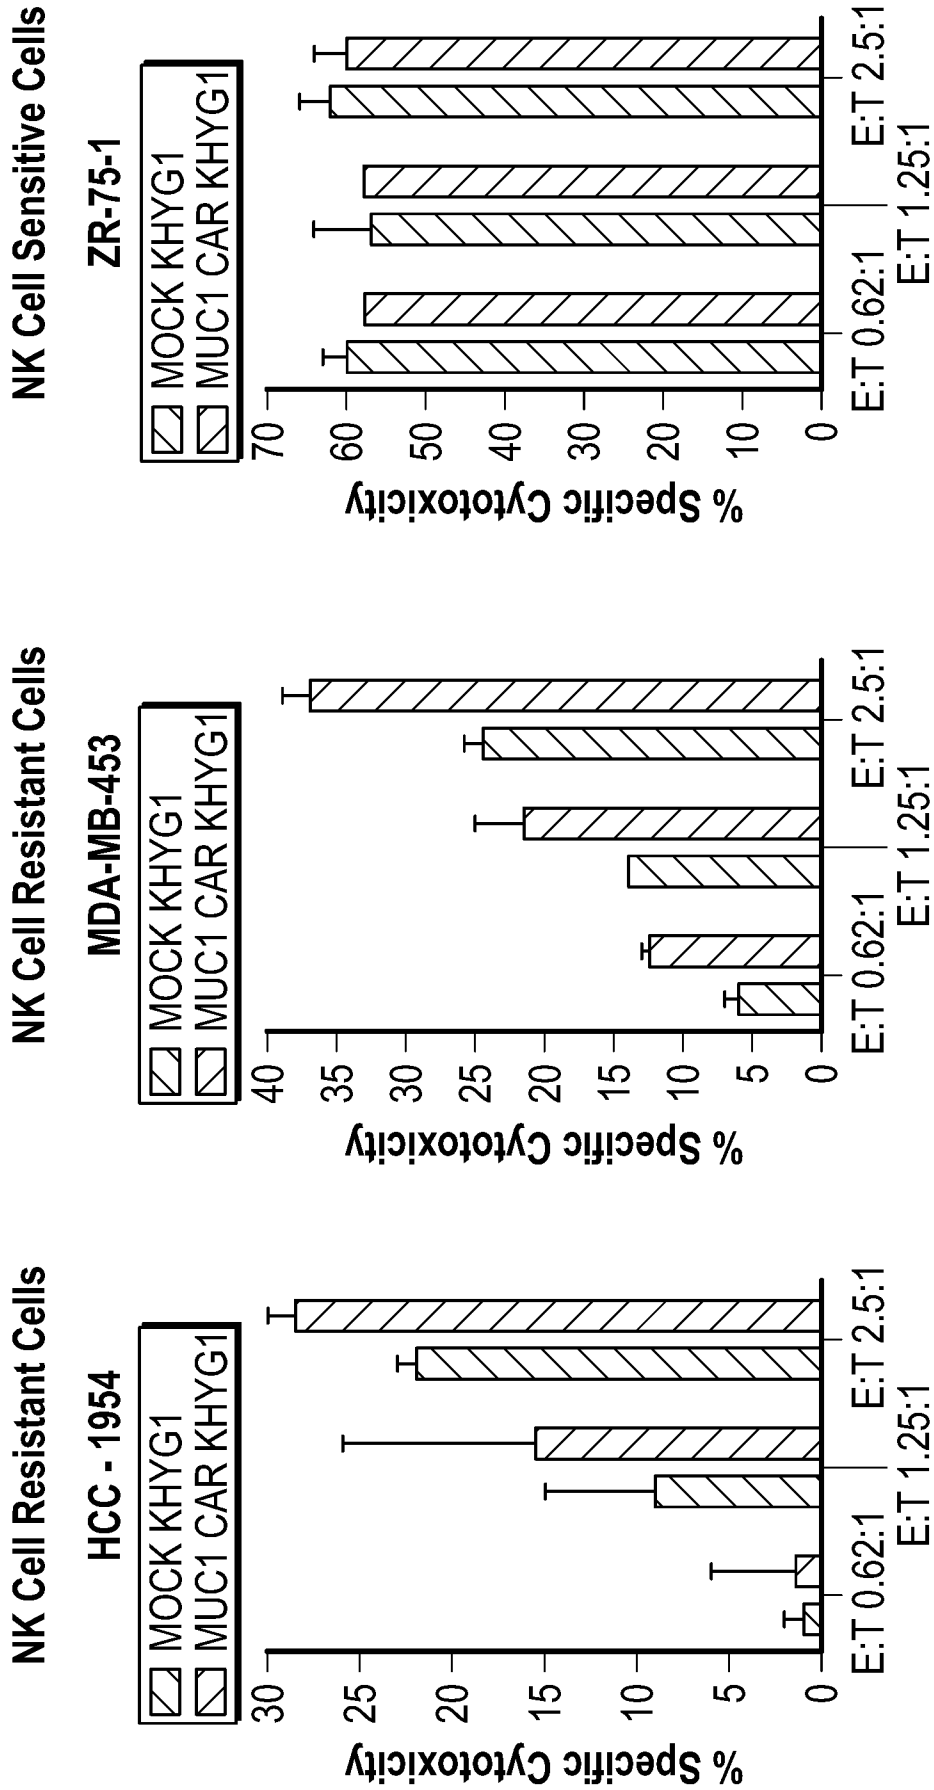 NK Cell Resistant Cells
HCC - 1954
MOCK KHYG1
MUC1 CAR KHYG1
% Specific Cytotoxicity
30
25
20
15
10
5
0
E:T 0.62:1
E:T 1.25:1
E:T 2.5:1
NK Cell Resistant Cells
MDA-MB-453
MOCK KHYG1
MUC1 CAR KHYG1
% Specific Cytotoxicity
40
35
30
25
20
15
10
5
0
E:T 0.62:1
E:T 1.25:1
E:T 2.5:1
NK Cell Sensitive Cells
ZR-75-1
MOCK KHYG1
MUC1 CAR KHYG1
% Specific Cytotoxicity
70
60
50
40
30
20
10
0
E:T 0.62:1
E:T 1.25:1
E:T 2.5:1